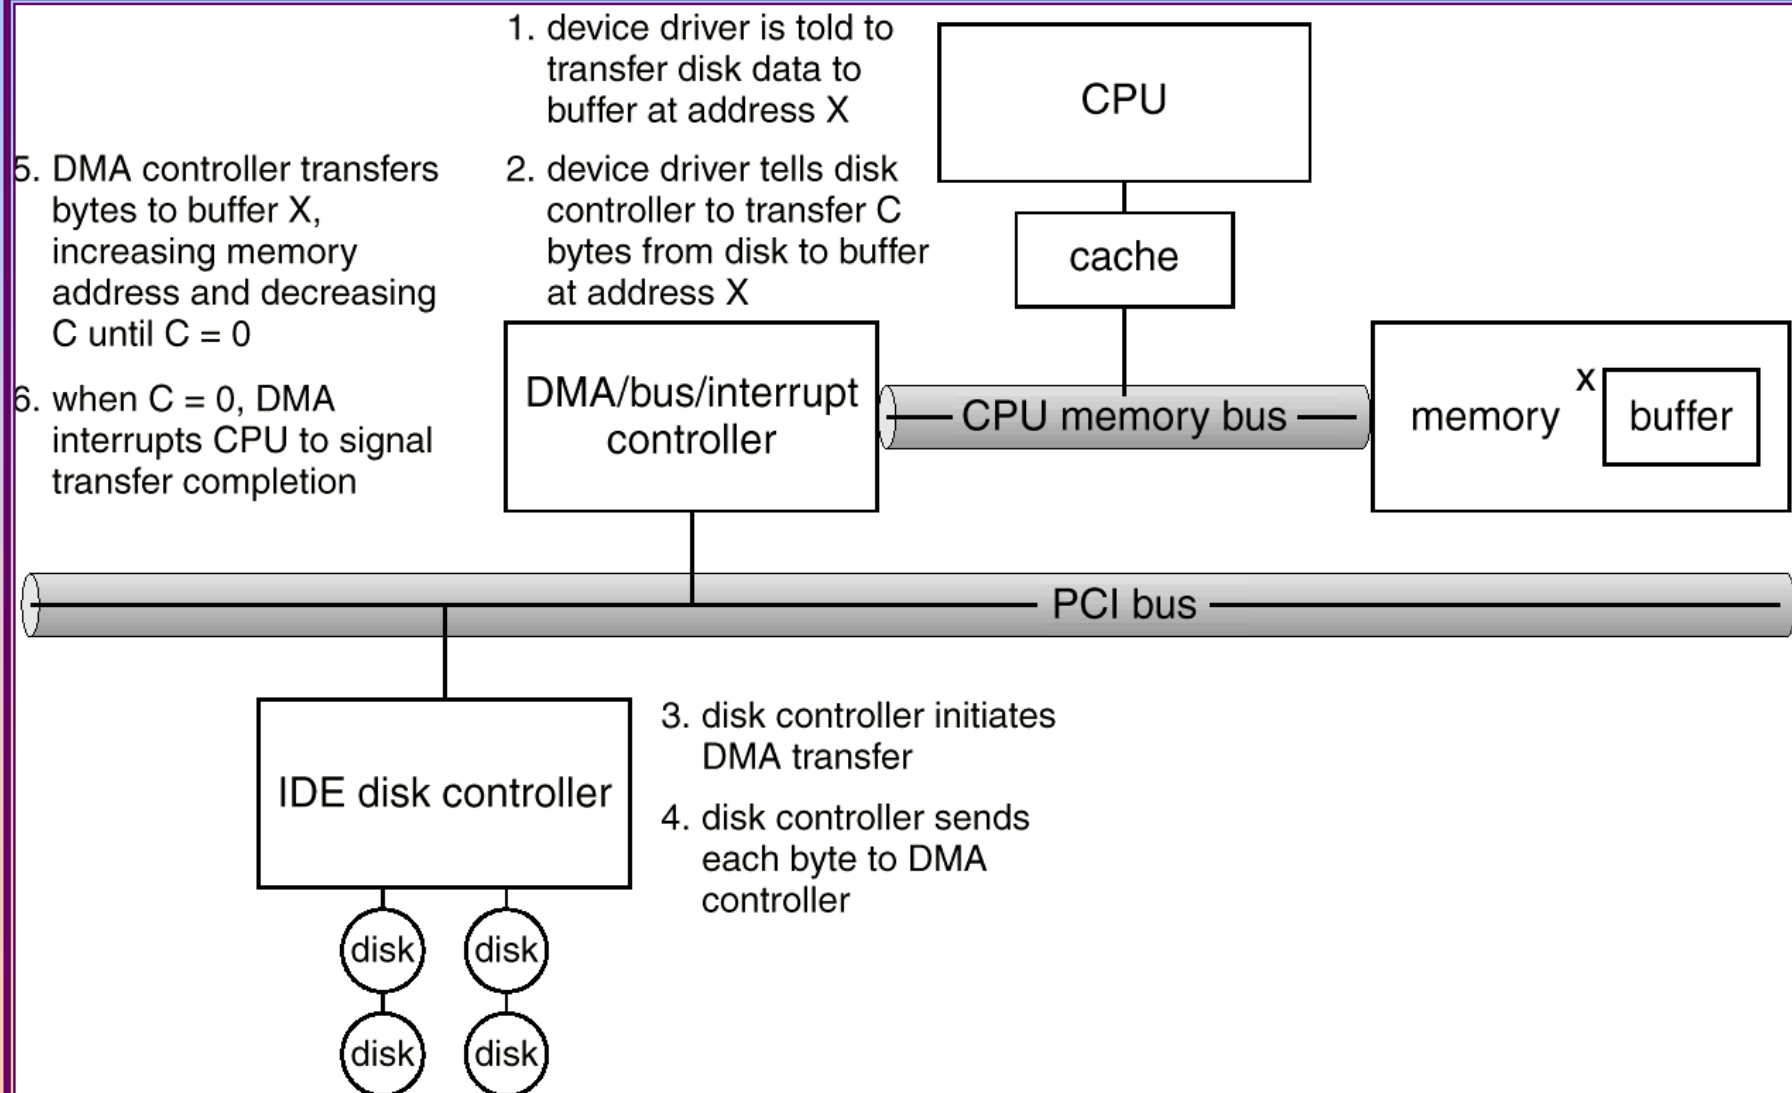 1. device driver is told to
transfer disk data to
buffer at address X
2. device driver tells disk
controller to transfer C
bytes from disk to buffer
at address X
5. DMA controller transfers
bytes to buffer X,
increasing memory
address and decreasing
C until C = 0
6. when C = 0, DMA
interrupts CPU to signal
transfer completion
CPU
cache
DMA/bus/interrupt
controller
CPU memory bus
memory
x
buffer
PCI bus
IDE disk controller
3. disk controller initiates
DMA transfer
4. disk controller sends
each byte to DMA
controller
disk
disk
disk
disk